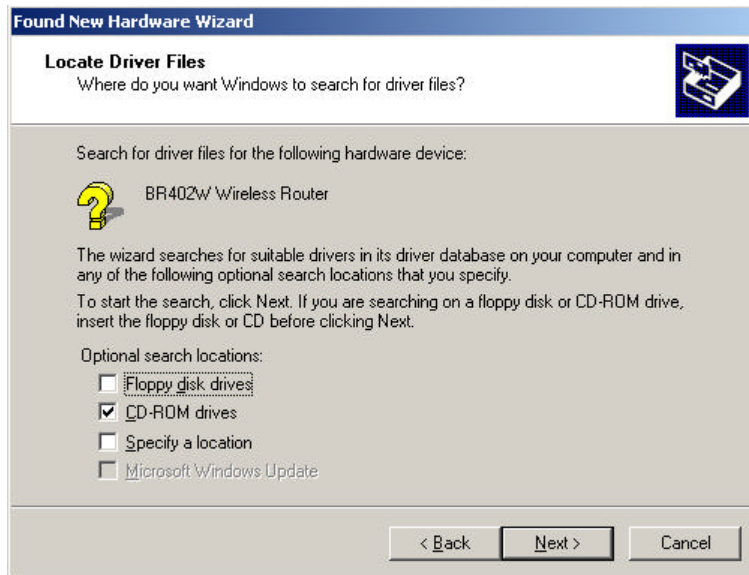 Found New Hardware Wizard
Locate Driver Files
Where do you want Windows to search for driver files?
Search for driver files for the following hardware device:
BR402W Wireless Router
The wizard searches for suitable drivers in its driver database on your computer and in
any of the following optional search locations that you specify.
To start the search, click Next. If you are searching on a floppy disk or CD-ROM drive,
insert the floppy disk or CD before clicking Next.
Optional search locations:
Floppy disk drives
CD-ROM drives
Specify a location
Microsoft Windows Update
< Back Next > Cancel